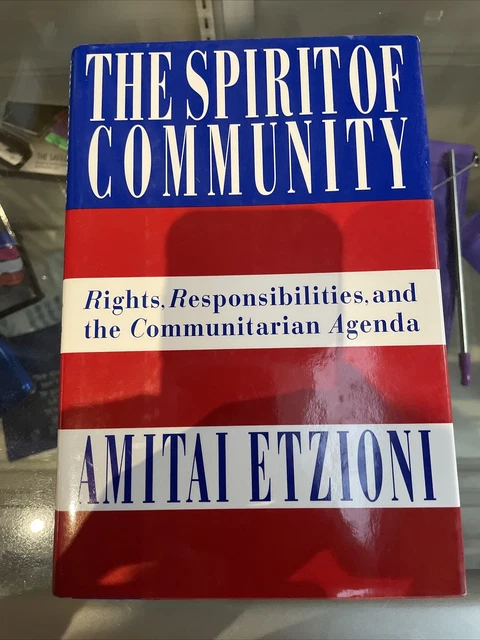 THE SPIRIT OF
COMMUNITY
Rights, Responsibilities, and
the Communitarian Agenda
AMITAI ETZIONI